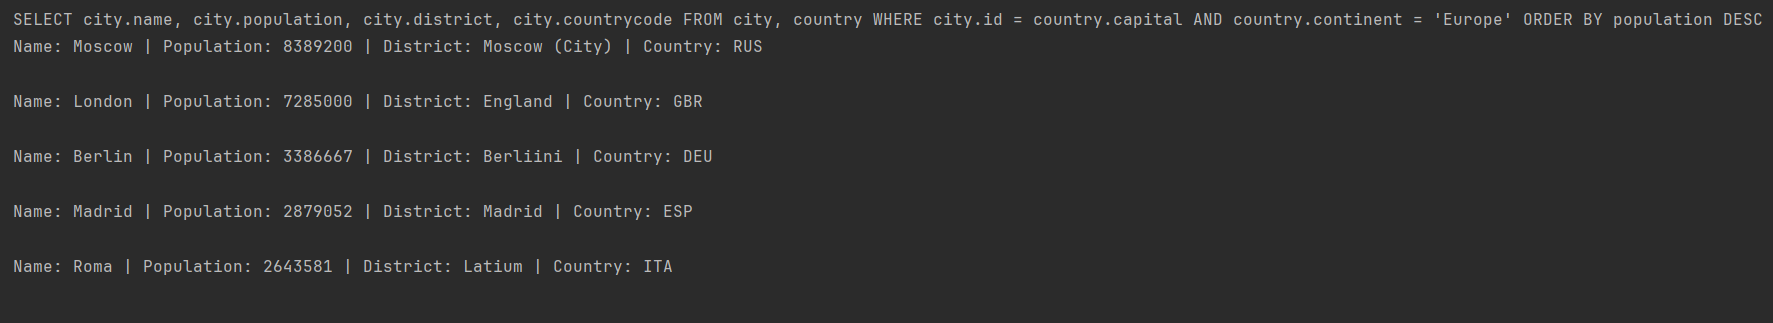 SELECT city.name, city.population, city.district, city.countrycode FROM city, country WHERE city.id = country.capital AND country.continent = 'Europe' ORDER BY population DESC
Name: Moscow | Population: 8389200 | District: Moscow (City) | Country: RUS
Name: London | Population: 7285000 | District: England | Country: GBR
Name: Berlin | Population: 3386667 | District: Berliini | Country: DEU
Name: Madrid | Population: 2879052 | District: Madrid | Country: ESP
Name: Roma | Population: 2643581 | District: Latium | Country: ITA